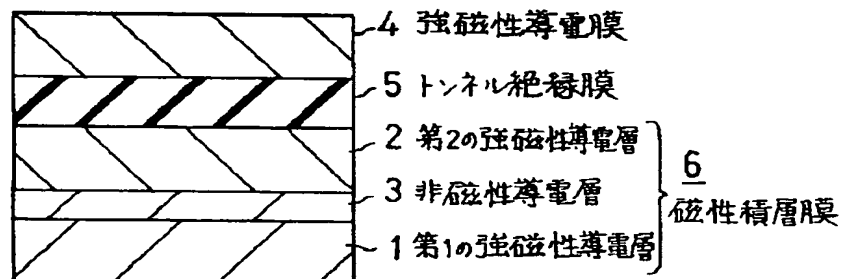 4 強磁性導電膜
5 トンネル絶縁膜
2 第2の強磁性導電層
3 非磁性導電層
1 第1の強磁性導電層
6
磁性積層膜